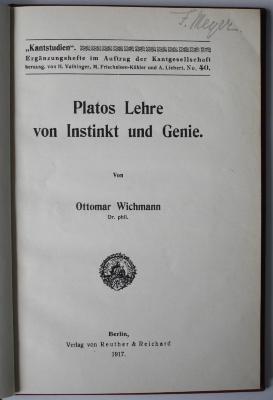 F. Meyer.
„Kantstudien".
Ergänzungshefte im Auftrag der Kantgesellschaft
herausg. von H. Vaihinger, M. Frischeisen-Köhler und A. Liebert. No. 40.
Platos Lehre
von Instinkt und Genie.
Von
Ottomar Wichmann
Dr. phil.
Berlin,
Verlag von Reuther & Reichard
1917.